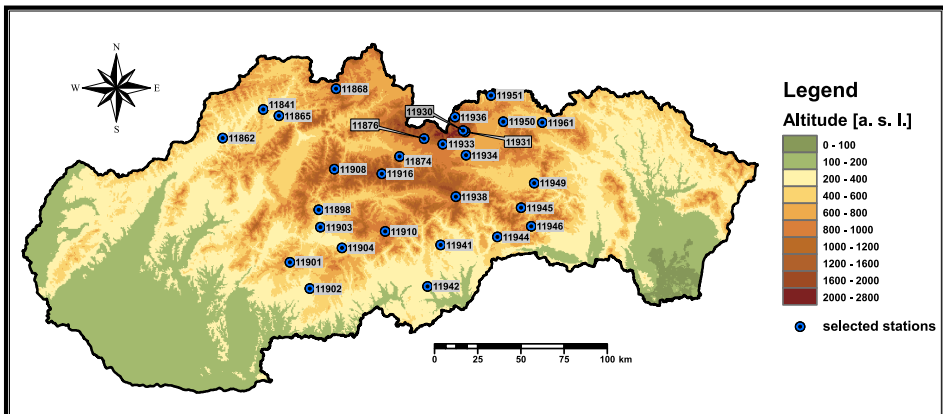 N
W
E
S
11868
11841
11865
11862
11951
11930
11936
11950
11961
11876
11931
11933
11934
11874
11908
11916
11949
11938
11898
11945
11903
11946
11910
11944
11904
11941
11901
11902
11942
0 25 50 75 100 km
Legend
Altitude [a. s. l.]
0 - 100
100 - 200
200 - 400
400 - 600
600 - 800
800 - 1000
1000 - 1200
1200 - 1600
1600 - 2000
2000 - 2800
selected stations